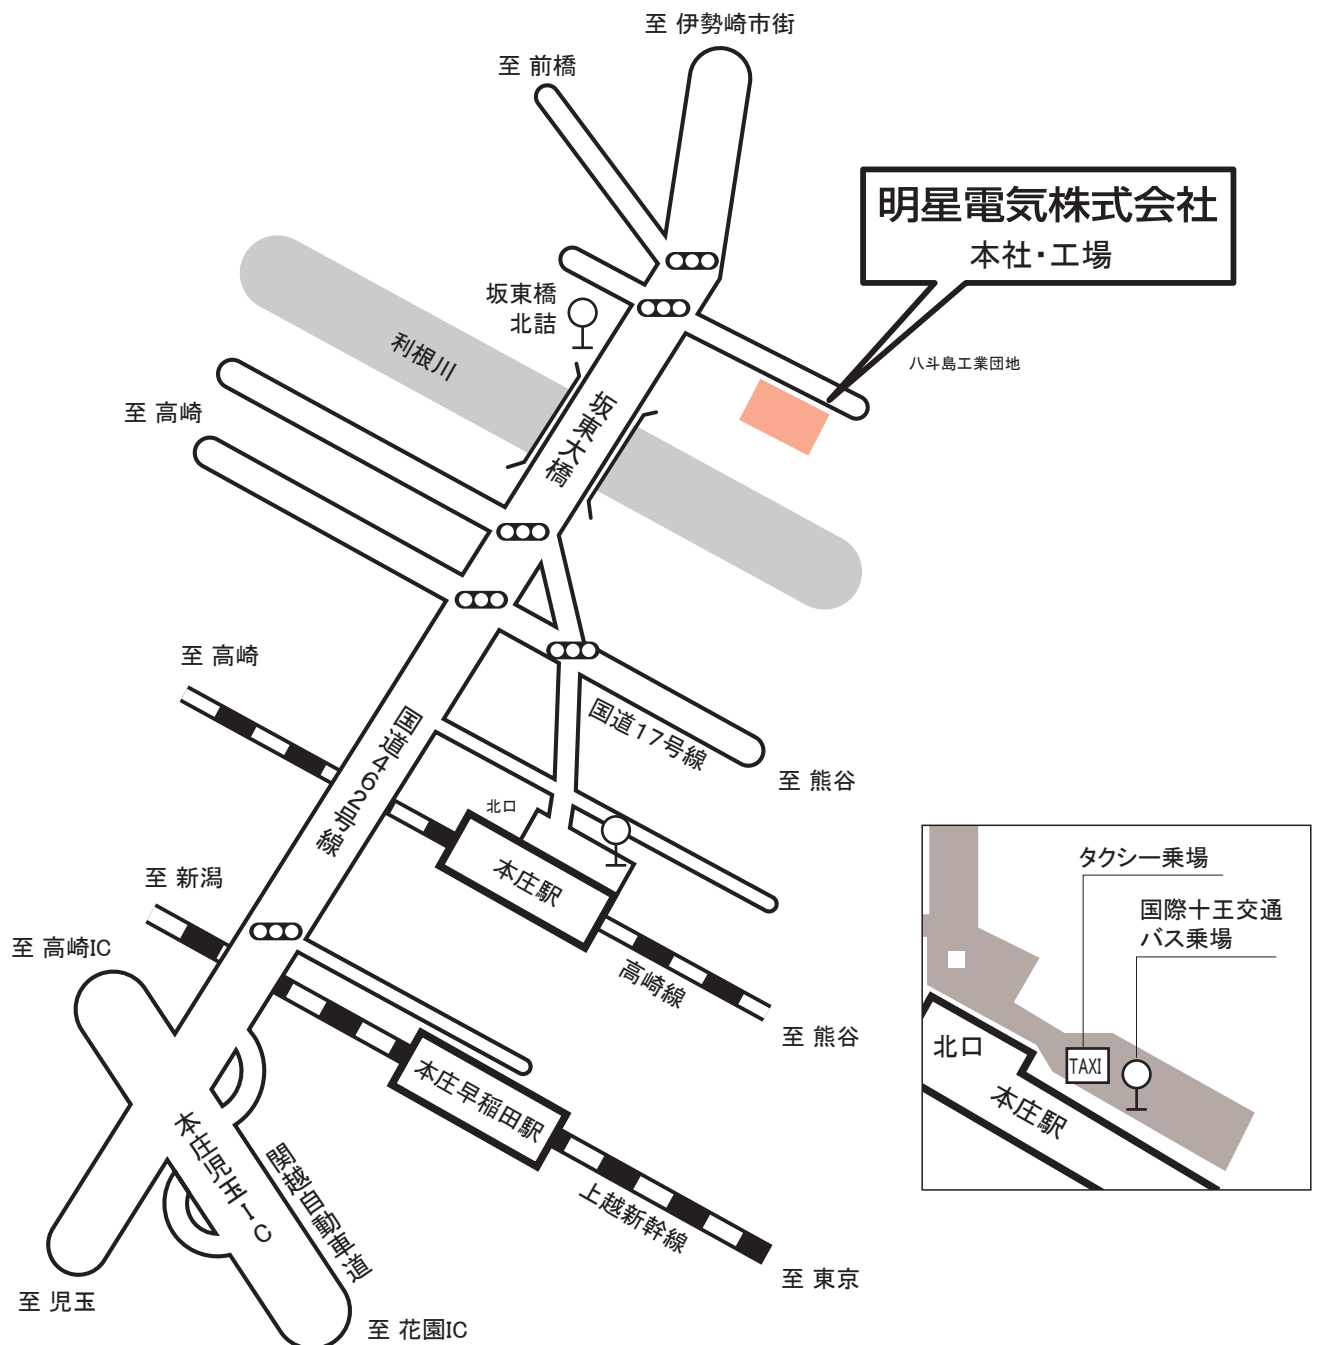 至 伊勢崎市街
至 前橋
明星電気株式会社
本社・工場
坂東橋
北詰
利根川
八斗島工業団地
至 高崎
坂東大橋
至 高崎
国道462号線
国道17号線
至 熊谷
北口
本庄駅
至 新潟
至 高崎IC
高崎線
至 熊谷
本庄早稲田駅
本庄児玉IC
関越自動車道
上越新幹線
至 東京
至 児玉
至 花園IC
タクシー乗場
国際十王交通
バス乗場
北口
TAXI
本庄駅